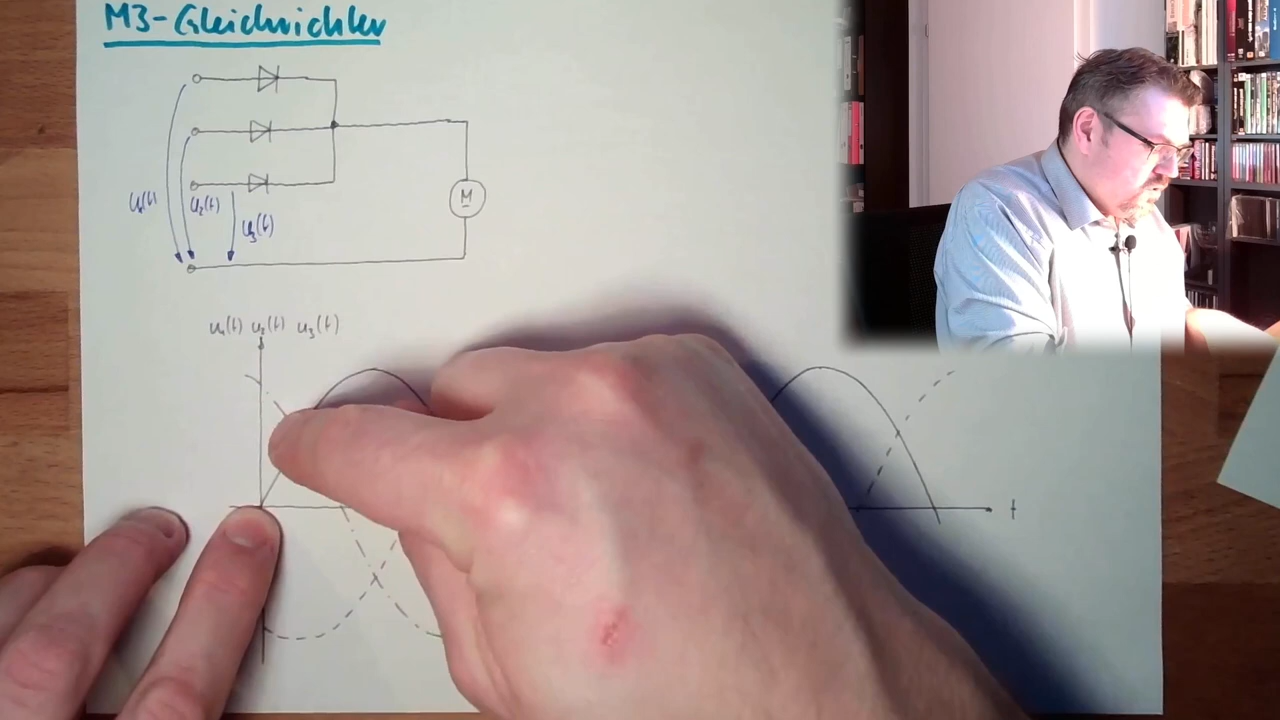 M3-Gleichrichter
u₁(t)
u₂(t)
u₃(t)
M
u₁(t) u₂(t) u₃(t)
t